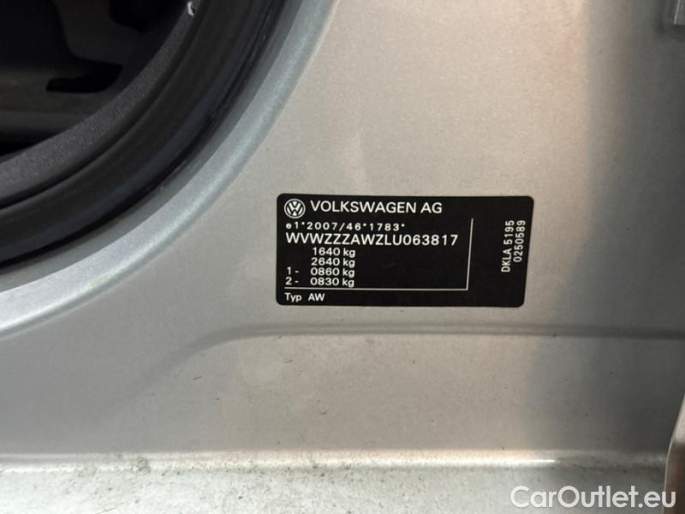 VOLKSWAGEN AG
e1*2007/46*1783*
WVWZZZAWZLU063817
1640 kg
2640 kg
1- 0860 kg
2- 0830 kg
Typ AW
DKLA 5195
0250589
CarOutlet.eu